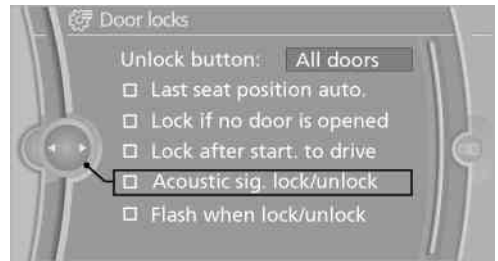 Door locks
Unlock button: All doors
Last seat position auto.
Lock if no door is opened
Lock after start. to drive
Acoustic sig. lock/unlock
Flash when lock/unlock